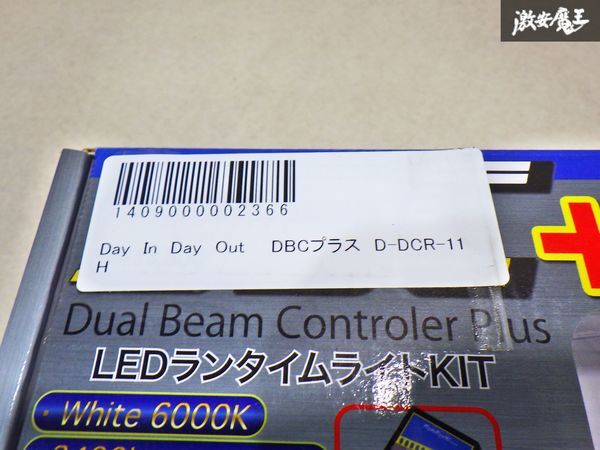 激安魔王
1409000002366
Day In Day Out DBCプラス D-DCR-11
H
Dual Beam Controler Plus
LEDランタイムライトKIT
White 6000K